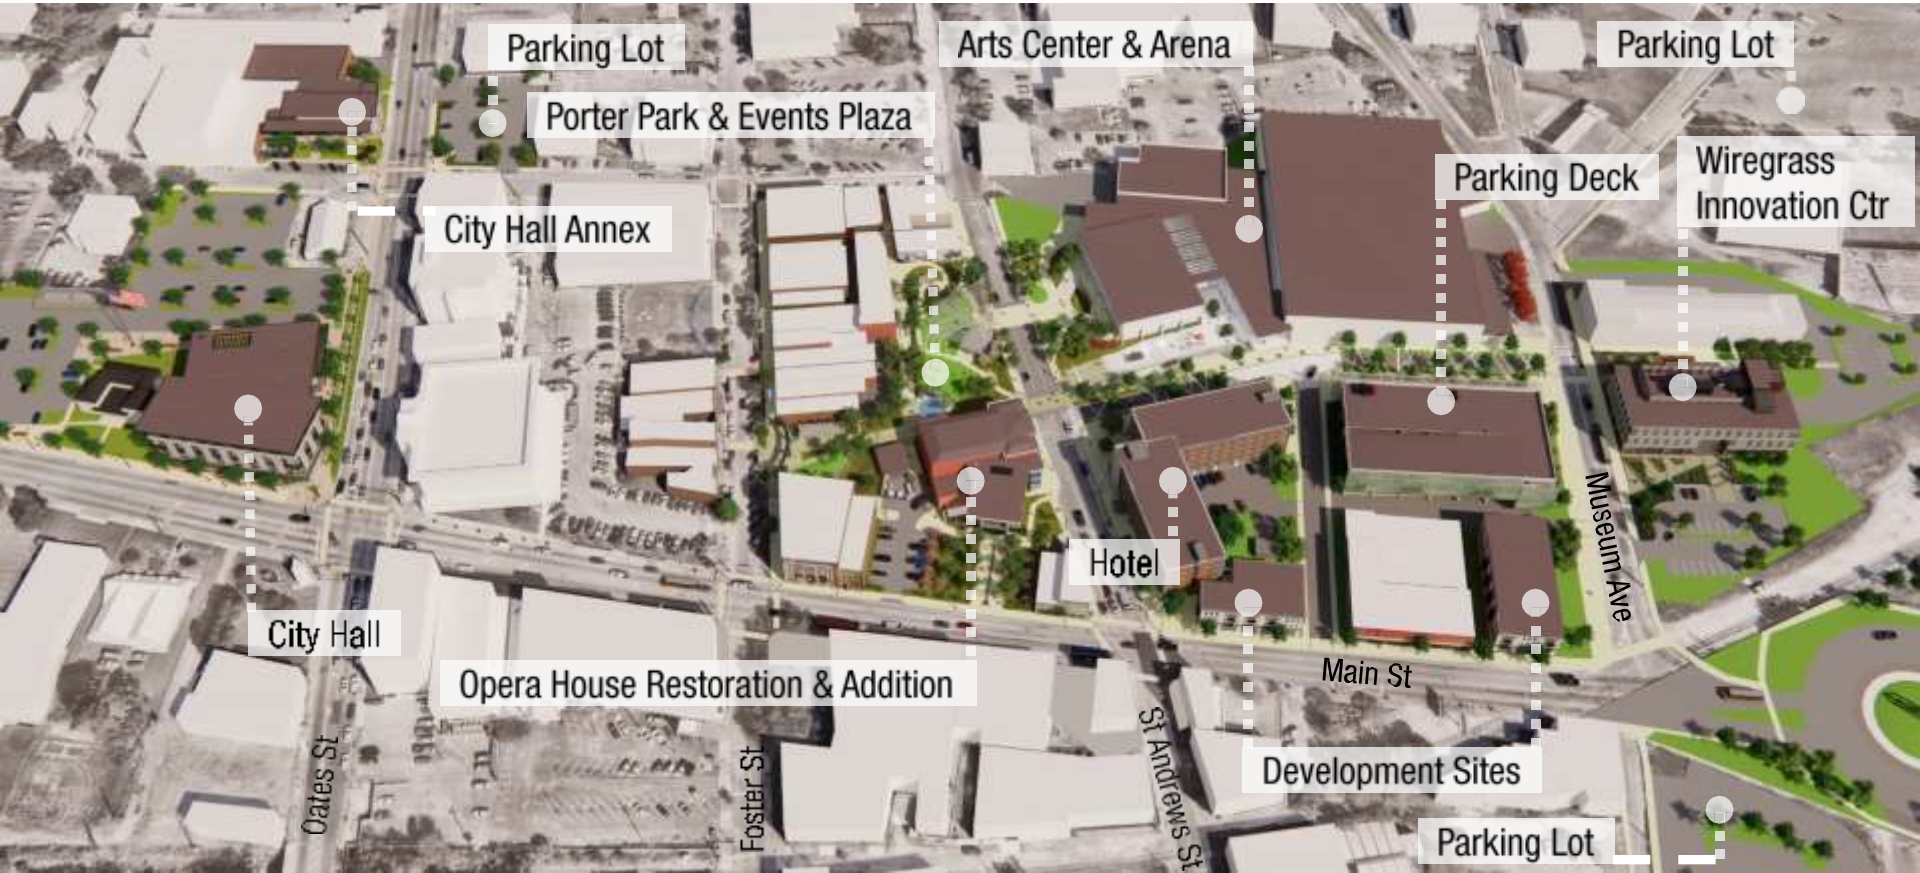 Parking Lot
Arts Center & Arena
Parking Lot
Porter Park & Events Plaza
Parking Deck
Wiregrass
Innovation Ctr
City Hall Annex
Museum Ave
Hotel
City Hall
Opera House Restoration & Addition
Main St
Oates St
Foster St
St Andrews St
Development Sites
Parking Lot